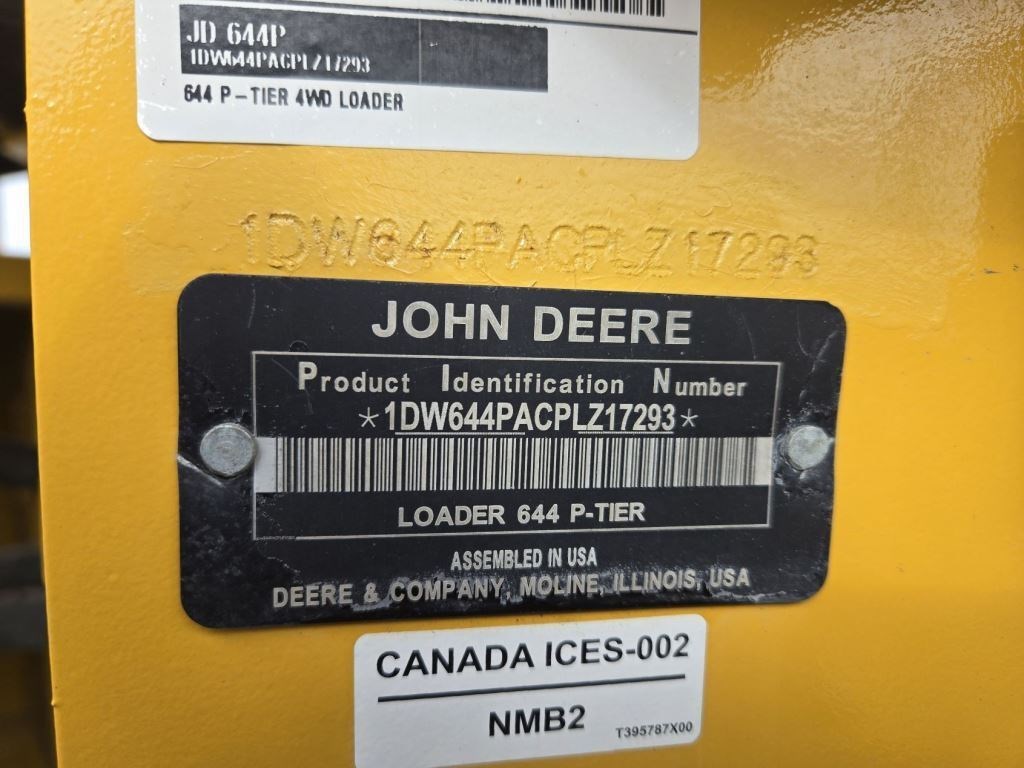 JD 644P
1DW644PACPLZ17293
644 P-TIER 4WD LOADER
1DW644PACPLZ17293
JOHN DEERE
Product Identification Number
*1DW644PACPLZ17293*
LOADER 644 P-TIER
ASSEMBLED IN USA
DEERE & COMPANY, MOLINE, ILLINOIS, USA
CANADA ICES-002
NMB2
T395787X00